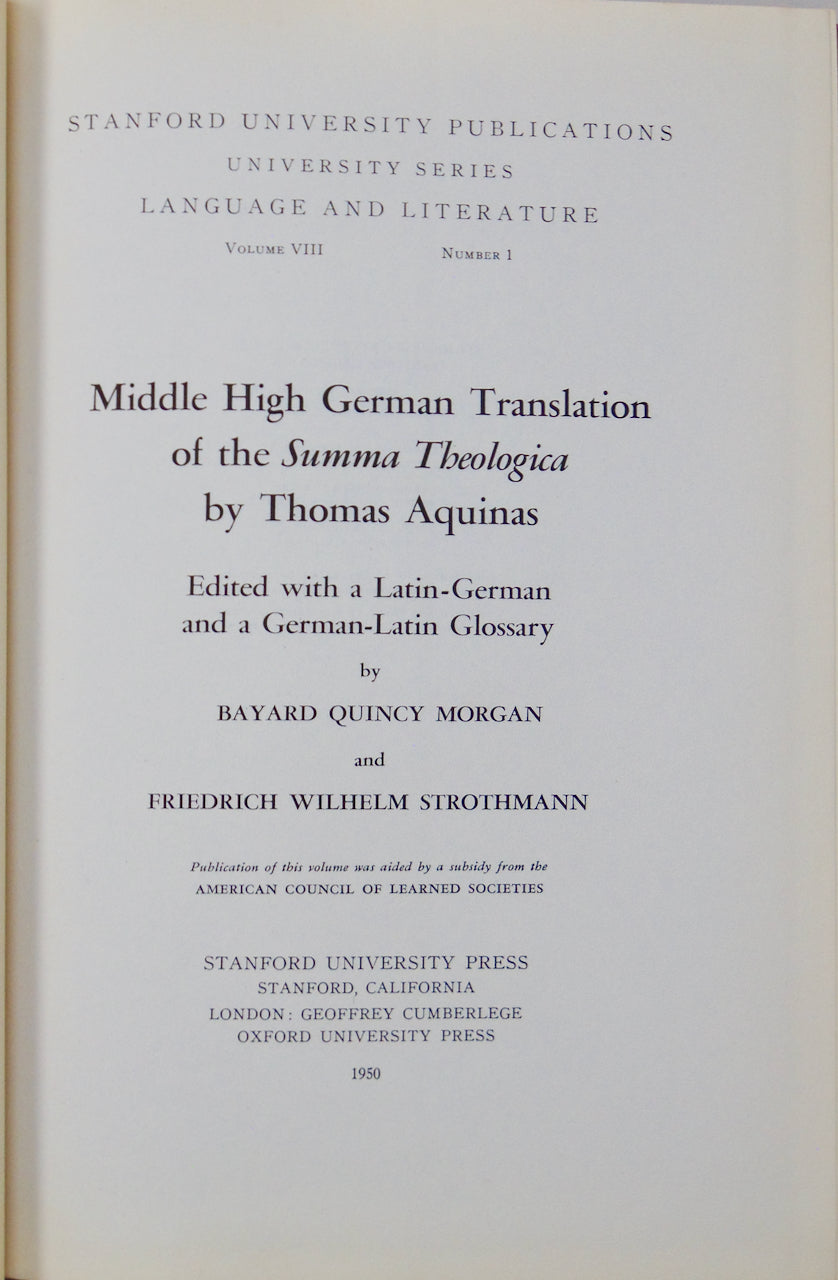 STANFORD UNIVERSITY PUBLICATIONS
UNIVERSITY SERIES
LANGUAGE AND LITERATURE
VOLUME VIII NUMBER 1
Middle High German Translation
of the Summa Theologica
by Thomas Aquinas
Edited with a Latin-German
and a German-Latin Glossary
by
BAYARD QUINCY MORGAN
and
FRIEDRICH WILHELM STROTHMANN
Publication of this volume was aided by a subsidy from the
AMERICAN COUNCIL OF LEARNED SOCIETIES
STANFORD UNIVERSITY PRESS
STANFORD, CALIFORNIA
LONDON: GEOFFREY CUMBERLEGE
OXFORD UNIVERSITY PRESS
1950